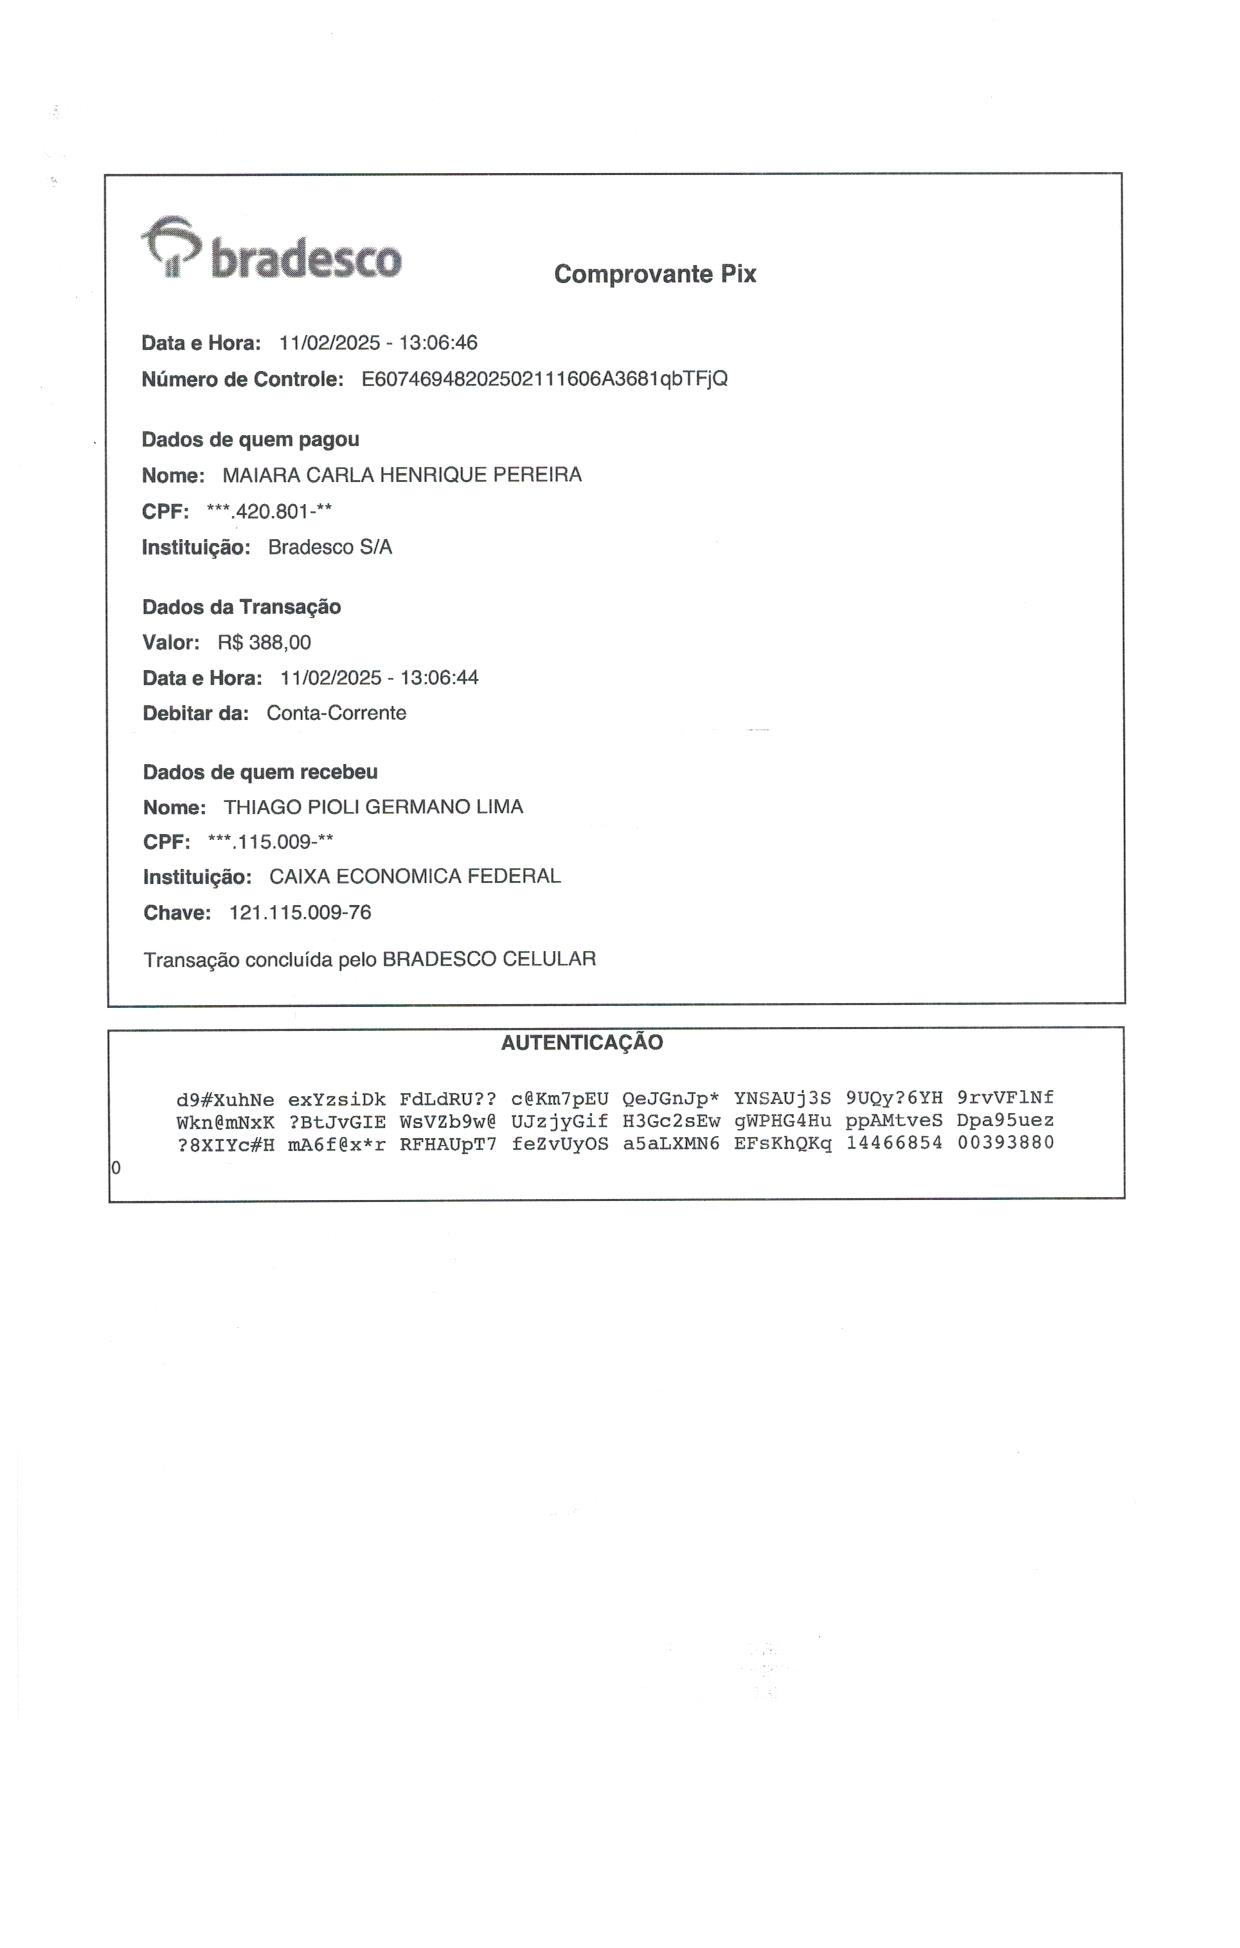 bradesco
Comprovante Pix
Data e Hora: 11/02/2025 - 13:06:46
Número de Controle: E60746948202502111606A3681qbTFjQ
Dados de quem pagou
Nome: MAIARA CARLA HENRIQUE PEREIRA
CPF: ***.420.801-**
Instituição: Bradesco S/A
Dados da Transação
Valor: R$ 388,00
Data e Hora: 11/02/2025 - 13:06:44
Debitar da: Conta-Corrente
Dados de quem recebeu
Nome: THIAGO PIOLI GERMANO LIMA
CPF: ***.115.009-**
Instituição: CAIXA ECONOMICA FEDERAL
Chave: 121.115.009-76
Transação concluída pelo BRADESCO CELULAR
AUTENTICAÇÃO
d9#XuhNe exYzsiDk FdLdRU?? c@Km7pEU QeJGnJp* YNSAUj3S 9UQy?6YH 9rvVFlNf
Wkn@mNxK ?BtJvGIE WsVZb9w@ UJzjyGif H3Gc2sEw gWPHG4Hu ppAMtveS Dpa95uez
?8XIYc#H mA6f@x*r RFHAUpT7 feZvUyOS a5aLXMN6 EFsKhQKq 14466854 00393880
0